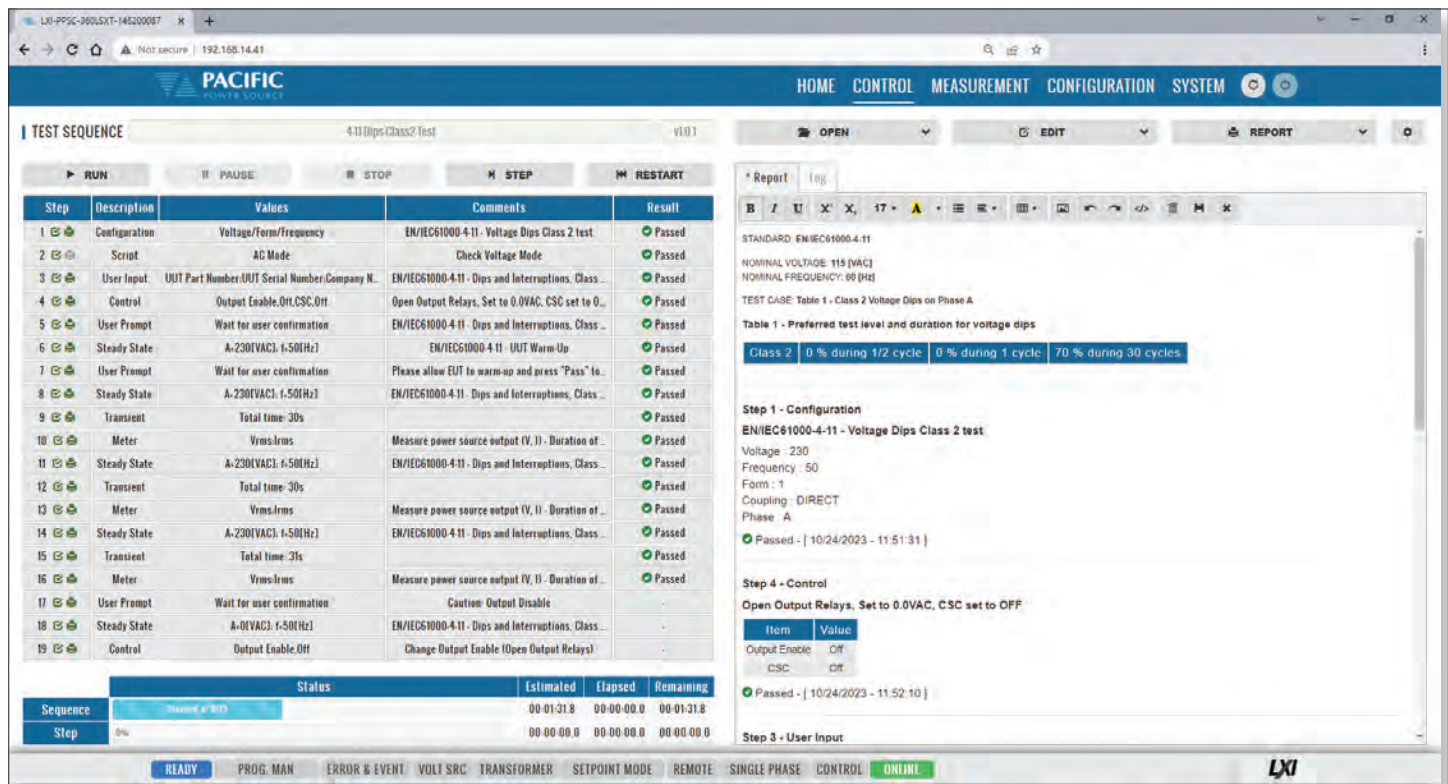 LXI-PPSC-360LSXT-146200087
Not secure 192.168.14.41
PACIFIC
POWER SOURCE
HOME CONTROL MEASUREMENT CONFIGURATION SYSTEM
TEST SEQUENCE 4-11 Dips Class2 Test v1.0.1
OPEN EDIT REPORT
RUN PAUSE STOP STEP RESTART
Step Description Values Comments Result
1 Configuration Voltage/Form/Frequency EN/IEC61000-4-11 - Voltage Dips Class 2 test Passed
2 Script AC Mode Check Voltage Mode Passed
3 User Input UUT Part Number:UUT Serial Number:Company N... EN/IEC61000-4-11 - Dips and Interruptions, Class ... Passed
4 Control Output Enable,Off,CSC,Off Open Output Relays, Set to 0.0VAC, CSC set to O... Passed
5 User Prompt Wait for user confirmation EN/IEC61000-4-11 - Dips and Interruptions, Class ... Passed
6 Steady State A:230[VAC]; f:50[Hz] EN/IEC61000-4-11 - UUT Warm-Up Passed
7 User Prompt Wait for user confirmation Please allow EUT to warm-up and press "Pass" to... Passed
8 Steady State A:230[VAC]; f:50[Hz] EN/IEC61000-4-11 - Dips and Interruptions, Class ... Passed
9 Transient Total time: 30s Passed
10 Meter Vrms:Irms Measure power source output (V, I) - Duration of ... Passed
11 Steady State A:230[VAC]; f:50[Hz] EN/IEC61000-4-11 - Dips and Interruptions, Class ... Passed
12 Transient Total time: 30s Passed
13 Meter Vrms:Irms Measure power source output (V, I) - Duration of ... Passed
14 Steady State A:230[VAC]; f:50[Hz] EN/IEC61000-4-11 - Dips and Interruptions, Class ... Passed
15 Transient Total time: 31s Passed
16 Meter Vrms:Irms Measure power source output (V, I) - Duration of ... Passed
17 User Prompt Wait for user confirmation Caution: Output Disable -
18 Steady State A:0[VAC]; f:50[Hz] EN/IEC61000-4-11 - Dips and Interruptions, Class ... -
19 Control Output Enable,Off Change Output Enable (Open Output Relays) -
Status Estimated Elapsed Remaining
Sequence 00:01:31.8 00:00:00.0 00:01:31.8
Step 0% 00:00:00.0 00:00:00.0 00:00:00.0
* Report Log
B I U X X 17 A
STANDARD: EN/IEC61000-4-11
NOMINAL VOLTAGE: 115 [VAC]
NOMINAL FREQUENCY: 60 [Hz]
TEST CASE: Table 1 - Class 2 Voltage Dips on Phase A
Table 1 - Preferred test level and duration for voltage dips
Class 2 0 % during 1/2 cycle 0 % during 1 cycle 70 % during 30 cycles
Step 1 - Configuration
EN/IEC61000-4-11 - Voltage Dips Class 2 test
Voltage : 230
Frequency : 50
Form : 1
Coupling : DIRECT
Phase : A
Passed - [ 10/24/2023 - 11:51:31 ]
Step 4 - Control
Open Output Relays, Set to 0.0VAC, CSC set to OFF
Item Value
Output Enable Off
CSC Off
Passed - [ 10/24/2023 - 11:52:10 ]
Step 3 - User Input
READY PROG. MAN ERROR & EVENT VOLT SRC TRANSFORMER SETPOINT MODE REMOTE SINGLE PHASE CONTROL ONLINE LXI